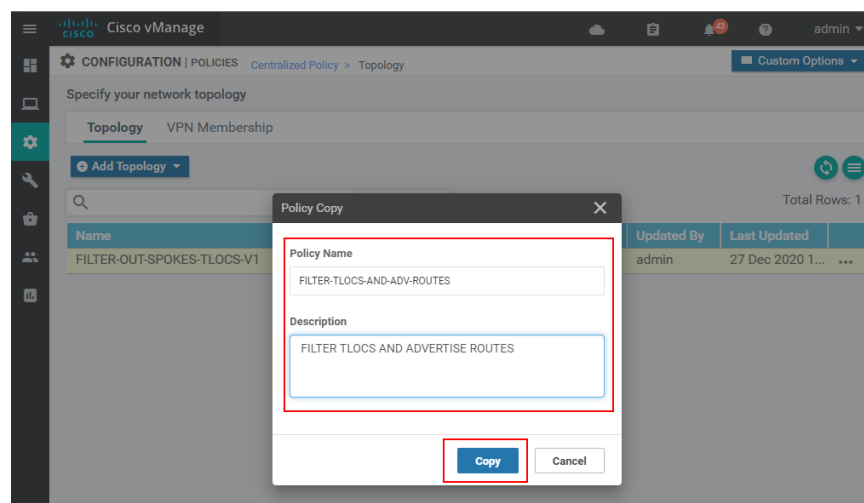 CISCO Cisco vManage 43 admin
CONFIGURATION | POLICIES Centralized Policy > Topology Custom Options
Specify your network topology
Topology VPN Membership
Add Topology
Total Rows: 1
Name Updated By Last Updated
FILTER-OUT-SPOKES-TLOCS-V1 admin 27 Dec 2020 1... ...
Policy Copy
Policy Name
FILTER-TLOCS-AND-ADV-ROUTES
Description
FILTER TLOCS AND ADVERTISE ROUTES
Copy Cancel